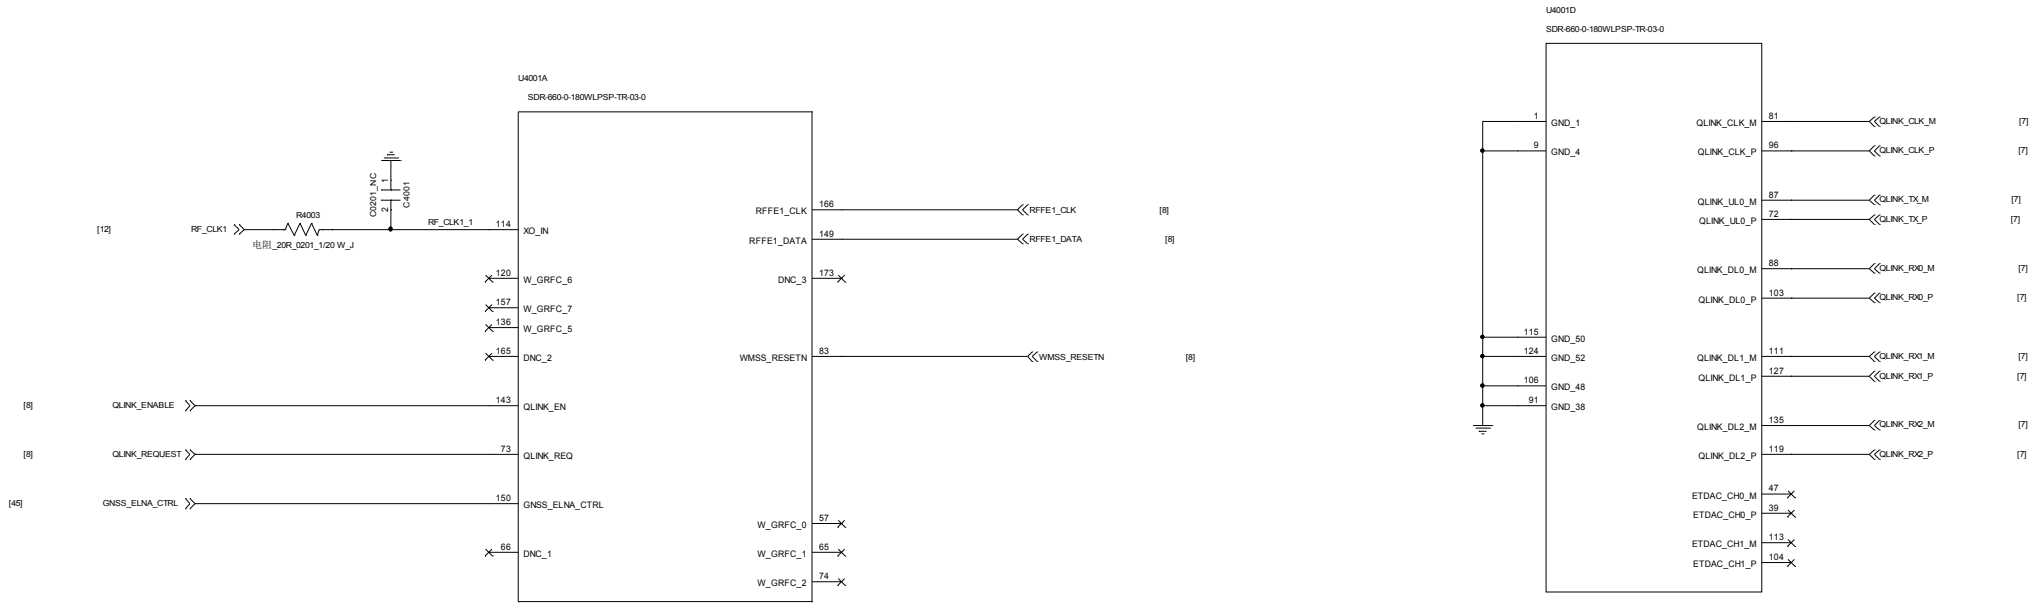 U4001A
SDR-660-0-180WLPSP-TR-03-0
[12] RF_CLK1 R4003 RF_CLK1_1 114 XO_IN
电阻_20R_0201_1/20 W_J
C0201_NC
2 1
C4001
120 W_GRFC_6
157 W_GRFC_7
136 W_GRFC_5
165 DNC_2
[8] QLINK_ENABLE 143 QLINK_EN
[8] QLINK_REQUEST 73 QLINK_REQ
[45] GNSS_ELNA_CTRL 150 GNSS_ELNA_CTRL
66 DNC_1
RFFE1_CLK 166 RFFE1_CLK [8]
RFFE1_DATA 149 RFFE1_DATA [8]
DNC_3 173
WMSS_RESETN 83 WMSS_RESETN [8]
W_GRFC_0 57
W_GRFC_1 65
W_GRFC_2 74
U4001D
SDR-660-0-180WLPSP-TR-03-0
1 GND_1
9 GND_4
115 GND_50
124 GND_52
106 GND_48
91 GND_38
QLINK_CLK_M 81 QLINK_CLK_M [7]
QLINK_CLK_P 96 QLINK_CLK_P [7]
QLINK_UL0_M 87 QLINK_TX_M [7]
QLINK_UL0_P 72 QLINK_TX_P [7]
QLINK_DL0_M 88 QLINK_RX0_M [7]
QLINK_DL0_P 103 QLINK_RX0_P [7]
QLINK_DL1_M 111 QLINK_RX1_M [7]
QLINK_DL1_P 127 QLINK_RX1_P [7]
QLINK_DL2_M 135 QLINK_RX2_M [7]
QLINK_DL2_P 119 QLINK_RX2_P [7]
ETDAC_CH0_M 47
ETDAC_CH0_P 39
ETDAC_CH1_M 113
ETDAC_CH1_P 104